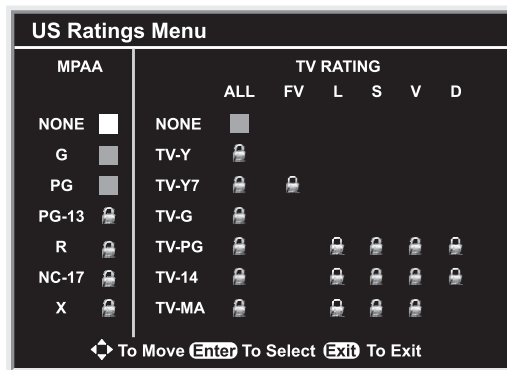 US Ratings Menu
MPAA TV RATING
ALL FV L S V D
NONE NONE
G TV-Y
PG TV-Y7
PG-13 TV-G
R TV-PG
NC-17 TV-14
X TV-MA
To Move Enter To Select Exit To Exit